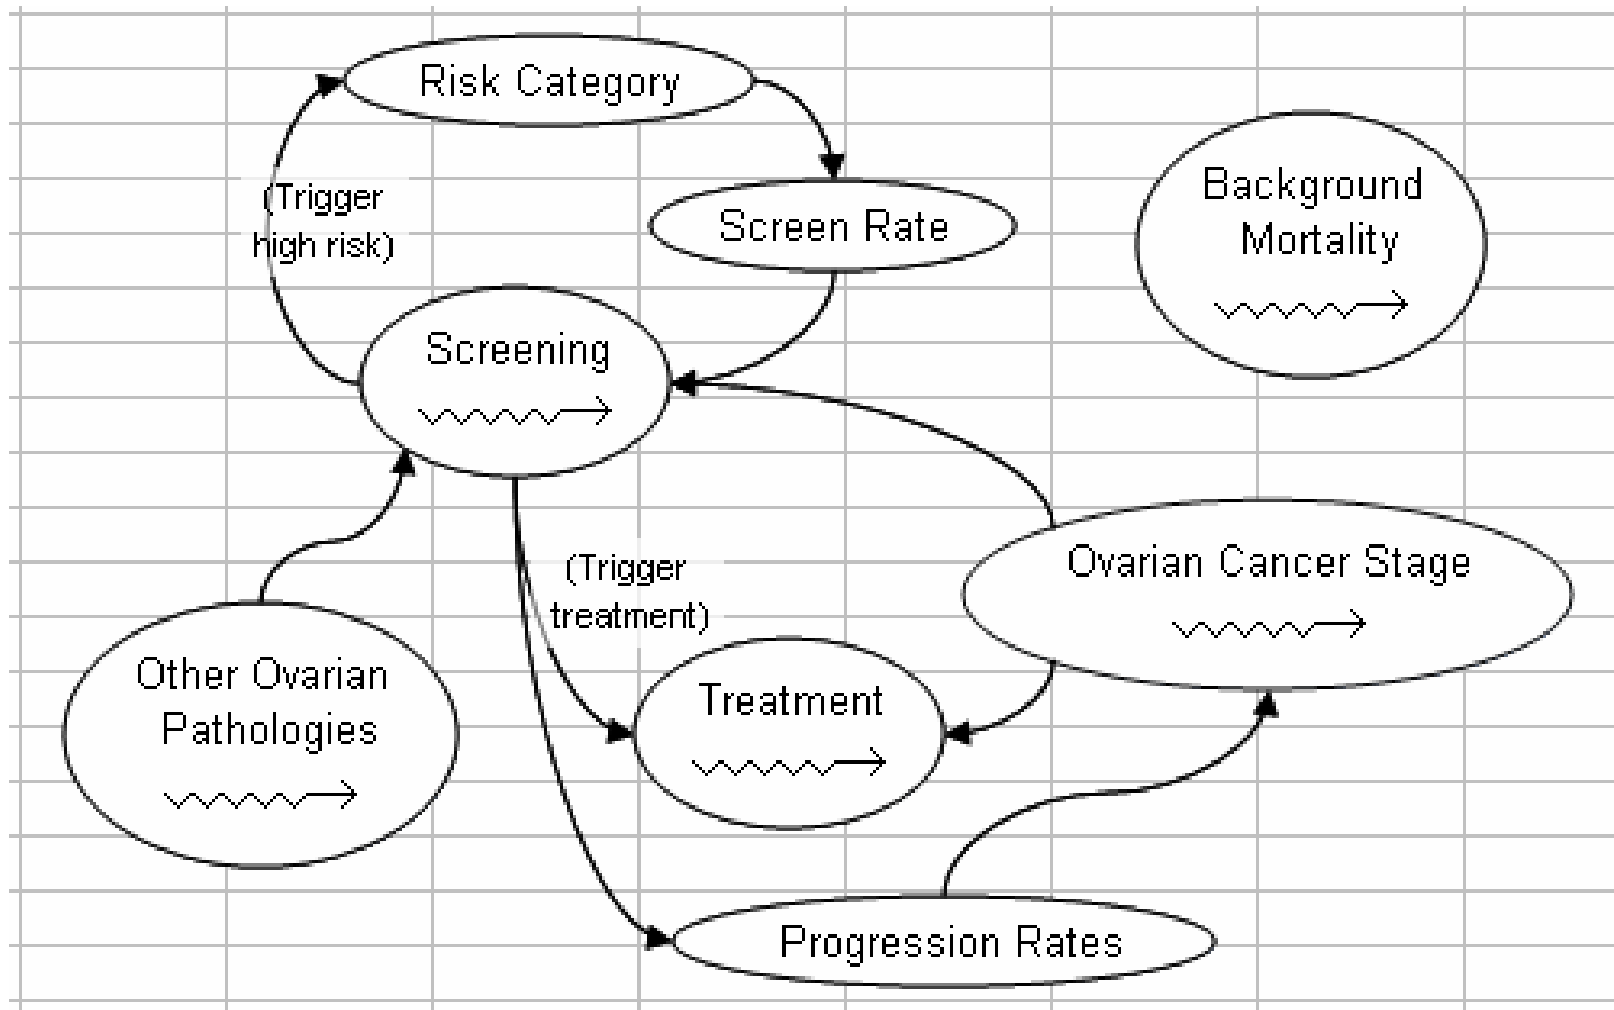 Risk Category
(Trigger
high risk)
Screen Rate
Background
Mortality
Screening
Ovarian Cancer Stage
(Trigger
treatment)
Other Ovarian
Pathologies
Treatment
Progression Rates